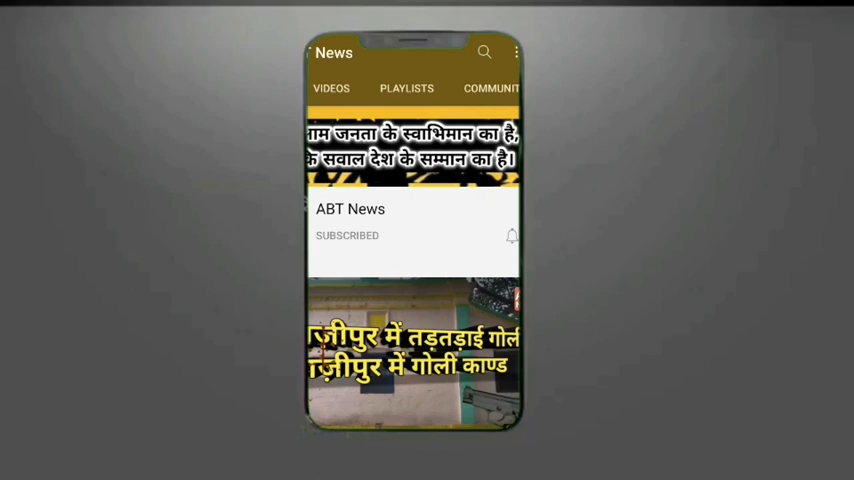 News
VIDEOS PLAYLISTS COMMUNIT
जनता के स्वाभिमान का है,
सवाल देश के सम्मान का है।
ABT News
SUBSCRIBED
में तड़तड़ाई गोली
में गोली काण्ड